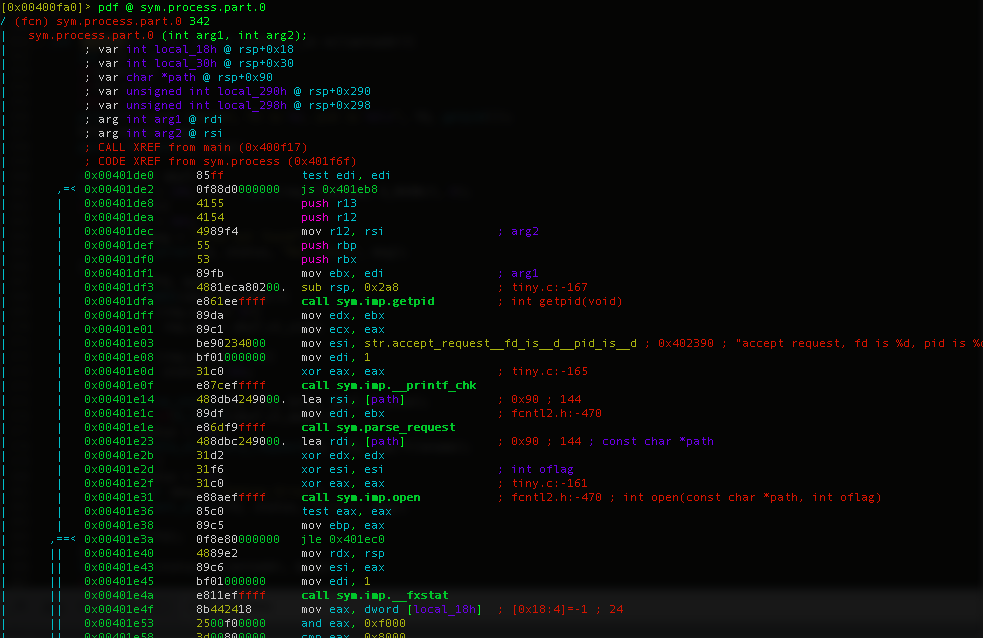 [0x00400fa0]> pdf @ sym.process.part.0
/ (fcn) sym.process.part.0 342
|   sym.process.part.0 (int arg1, int arg2);
|           ; var int local_18h @ rsp+0x18
|           ; var int local_30h @ rsp+0x30
|           ; var char *path @ rsp+0x90
|           ; var unsigned int local_290h @ rsp+0x290
|           ; var unsigned int local_298h @ rsp+0x298
|           ; arg int arg1 @ rdi
|           ; arg int arg2 @ rsi
|           ; CALL XREF from main (0x400f17)
|           ; CODE XREF from sym.process (0x401f6f)
|           0x00401de0      85ff           test edi, edi
|       ,=< 0x00401de2      0f88d0000000   js 0x401eb8
|       |   0x00401de8      4155           push r13
|       |   0x00401dea      4154           push r12
|       |   0x00401dec      4989f4         mov r12, rsi                ; arg2
|       |   0x00401def      55             push rbp
|       |   0x00401df0      53             push rbx
|       |   0x00401df1      89fb           mov ebx, edi                ; arg1
|       |   0x00401df3      4881eca80200.  sub rsp, 0x2a8              ; tiny.c:-167
|       |   0x00401dfa      e861eeffff     call sym.imp.getpid         ; int getpid(void)
|       |   0x00401dff      89da           mov edx, ebx
|       |   0x00401e01      89c1           mov ecx, eax
|       |   0x00401e03      be90234000     mov esi, str.accept_request__fd_is__d__pid_is__d ; 0x402390 ; "accept request, fd is %d, pid is %
|       |   0x00401e08      bf01000000     mov edi, 1
|       |   0x00401e0d      31c0           xor eax, eax                ; tiny.c:-165
|       |   0x00401e0f      e87cefffff     call sym.imp.__printf_chk
|       |   0x00401e14      488db4249000.  lea rsi, [path]             ; 0x90 ; 144
|       |   0x00401e1c      89df           mov edi, ebx                ; fcntl2.h:-470
|       |   0x00401e1e      e86df9ffff     call sym.parse_request
|       |   0x00401e23      488dbc249000.  lea rdi, [path]             ; 0x90 ; 144 ; const char *path
|       |   0x00401e2b      31d2           xor edx, edx
|       |   0x00401e2d      31f6           xor esi, esi                ; int oflag
|       |   0x00401e2f      31c0           xor eax, eax                ; tiny.c:-161
|       |   0x00401e31      e88aefffff     call sym.imp.open           ; fcntl2.h:-470 ; int open(const char *path, int oflag)
|       |   0x00401e36      85c0           test eax, eax
|       |   0x00401e38      89c5           mov ebp, eax
|      ,==< 0x00401e3a      0f8e80000000   jle 0x401ec0
|      ||   0x00401e40      4889e2         mov rdx, rsp
|      ||   0x00401e43      89c6           mov esi, eax
|      ||   0x00401e45      bf01000000     mov edi, 1
|      ||   0x00401e4a      e811efffff     call sym.imp.__fxstat
|      ||   0x00401e4f      8b442418       mov eax, dword [local_18h]  ; [0x18:4]=-1 ; 24
|      ||   0x00401e53      2500f00000     and eax, 0xf000
|      ||   0x00401e58      3d00800000     cmp eax, 0x8000